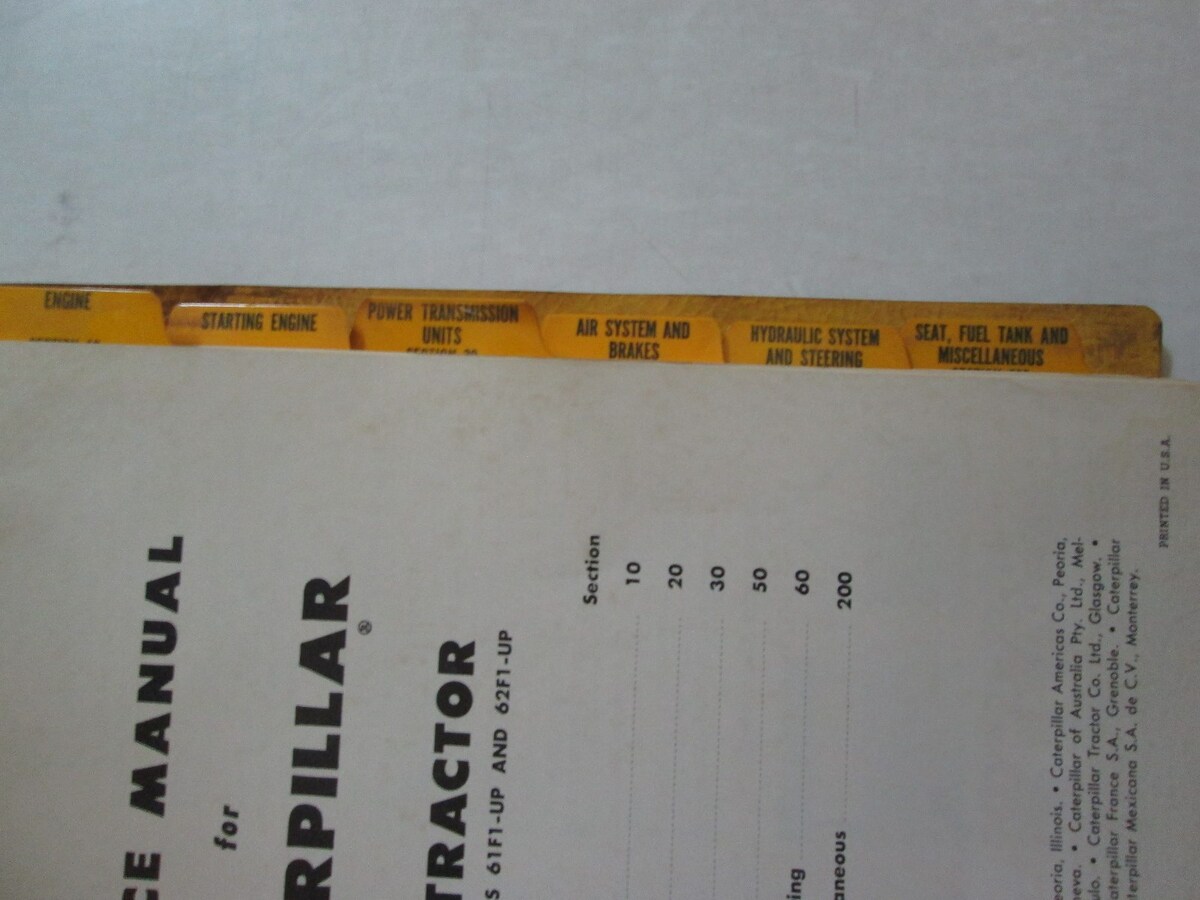 ENGINE
STARTING ENGINE
POWER TRANSMISSION
UNITS
AIR SYSTEM AND
BRAKES
HYDRAULIC SYSTEM
AND STEERING
SEAT, FUEL TANK AND
MISCELLANEOUS
CE MANUAL
for
RPILLAR®
TRACTOR
S 61F1-UP AND 62F1-UP
Section
10
20
30
50
ing 60
aneous 200
eoria, Illinois. • Caterpillar Americas Co., Peoria,
eva. • Caterpillar of Australia Pty. Ltd., Mel-
ulo. • Caterpillar Tractor Co. Ltd., Glasgow. •
aterpillar France S.A., Grenoble. • Caterpillar
terpillar Mexicana S.A. de C.V., Monterrey.
PRINTED IN U.S.A.